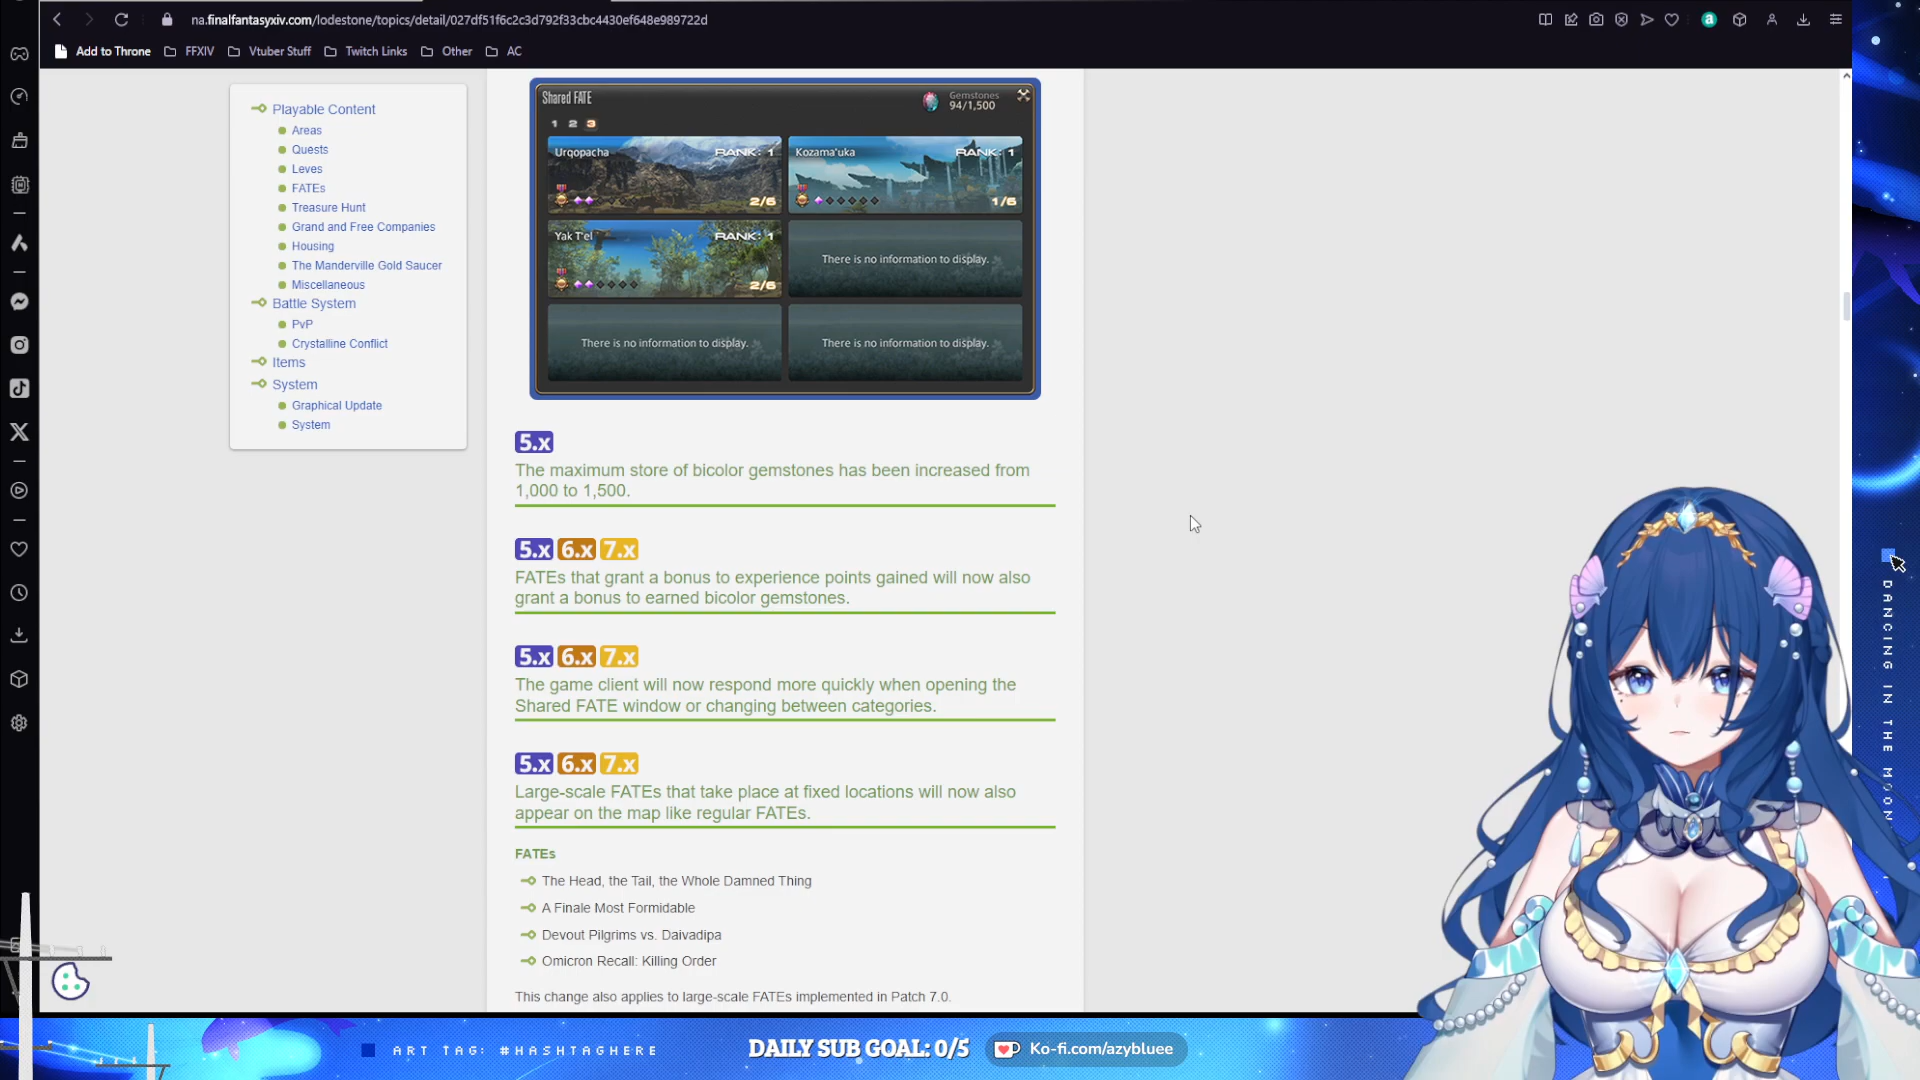 na.finalfantasyxiv.com/lodestone/topics/detail/027df51f6c2c3d792f33cbc4430ef648e989722d
Add to Throne
FFXIV
Vtuber Stuff
Twitch Links
Other
AC
Playable Content
Areas
Quests
Leves
FATEs
Treasure Hunt
Grand and Free Companies
Housing
The Manderville Gold Saucer
Miscellaneous
Battle System
PvP
Crystalline Conflict
Items
System
Graphical Update
System
Shared FATE
Gemstones
94/1,500
1 2 3
Urqopacha
RANK: 1
2/6
Kozama'uka
RANK: 1
1/6
Yak T'el
RANK: 1
2/6
There is no information to display.
There is no information to display.
There is no information to display.
5.x
The maximum store of bicolor gemstones has been increased from
1,000 to 1,500.
5.x 6.x 7.x
FATEs that grant a bonus to experience points gained will now also
grant a bonus to earned bicolor gemstones.
5.x 6.x 7.x
The game client will now respond more quickly when opening the
Shared FATE window or changing between categories.
5.x 6.x 7.x
Large-scale FATEs that take place at fixed locations will now also
appear on the map like regular FATEs.
FATEs
The Head, the Tail, the Whole Damned Thing
A Finale Most Formidable
Devout Pilgrims vs. Daivadipa
Omicron Recall: Killing Order
This change also applies to large-scale FATEs implemented in Patch 7.0.
DANCING IN THE MOON
ART TAG: #HASHTAGHERE
DAILY SUB GOAL: 0/5
Ko-fi.com/azybluee